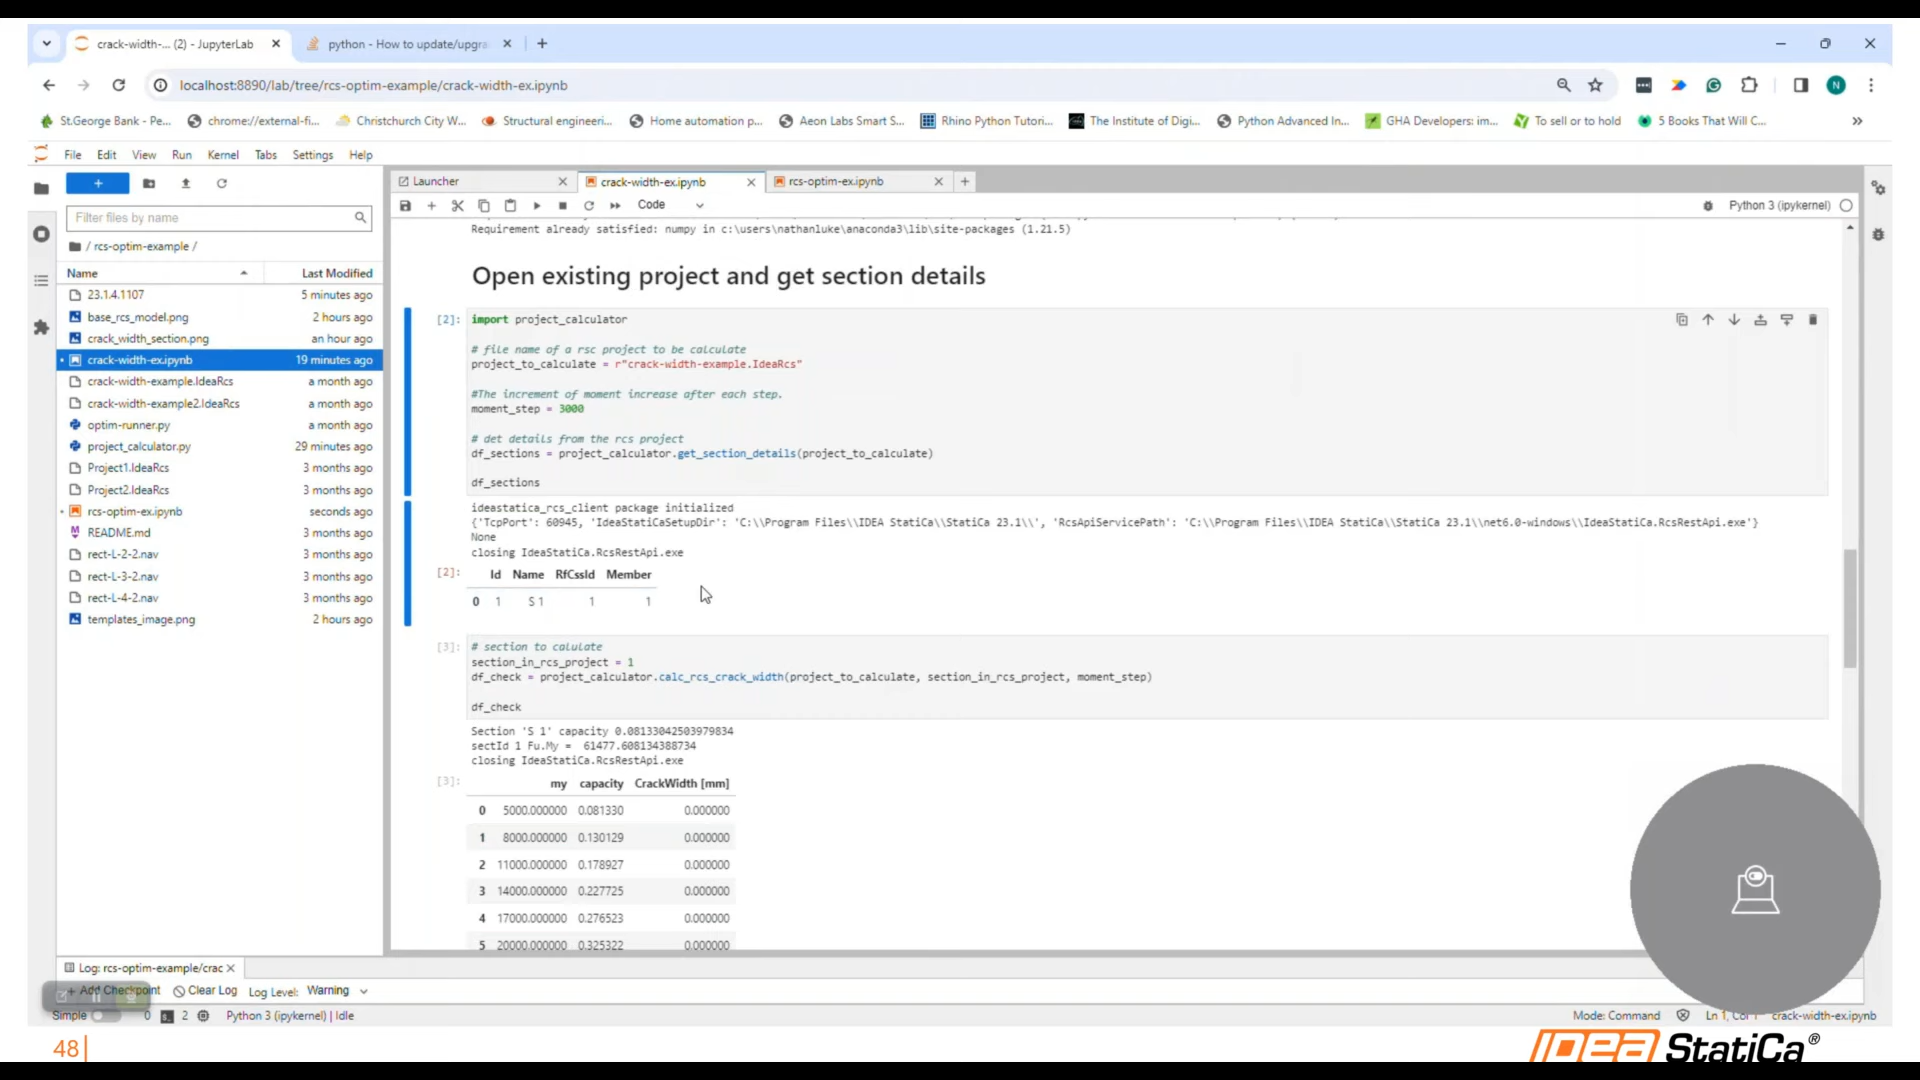 crack-width-... (2) - JupyterLab
python - How to update/upgra
localhost:8890/lab/tree/rcs-optim-example/crack-width-ex.ipynb
N
St.George Bank - Pe...
chrome://external-fi...
Christchurch City W...
Structural engineeri...
Home automation p...
Aeon Labs Smart S...
Rhino Python Tutori...
The Institute of Digi...
Python Advanced In...
GHA Developers: im...
To sell or to hold
5 Books That Will C...
File Edit View Run Kernel Tabs Settings Help
Filter files by name
/ rcs-optim-example /
Name Last Modified
23.1.4.1107 5 minutes ago
base_rcs_model.png 2 hours ago
crack_width_section.png an hour ago
crack-width-ex.ipynb 19 minutes ago
crack-width-example.IdeaRcs a month ago
crack-width-example2.IdeaRcs a month ago
optim-runner.py a month ago
project_calculator.py 29 minutes ago
Project1.IdeaRcs 3 months ago
Project2.IdeaRcs 3 months ago
rcs-optim-ex.ipynb seconds ago
README.md 3 months ago
rect-L-2-2.nav 3 months ago
rect-L-3-2.nav 3 months ago
rect-L-4-2.nav 3 months ago
templates_image.png 2 hours ago
Launcher
crack-width-ex.ipynb
rcs-optim-ex.ipynb
Code
Python 3 (ipykernel)
Requirement already satisfied: numpy in c:\users\nathanluke\anaconda3\lib\site-packages (1.21.5)
Open existing project and get section details
[2]: import project_calculator
# file name of a rsc project to be calculate
project_to_calculate = r"crack-width-example.IdeaRcs"
#The increment of moment increase after each step.
moment_step = 3000
# det details from the rcs project
df_sections = project_calculator.get_section_details(project_to_calculate)
df_sections
ideastatica_rcs_client package initialized
{'TcpPort': 60945, 'IdeaStatiCaSetupDir': 'C:\\Program Files\\IDEA StatiCa\\StatiCa 23.1\\', 'RcsApiServicePath': 'C:\\Program Files\\IDEA StatiCa\\StatiCa 23.1\\net6.0-windows\\IdeaStatiCa.RcsRestApi.exe'}
None
closing IdeaStatiCa.RcsRestApi.exe
[2]: Id Name RfCssId Member
0 1 S 1 1 1
[3]: # section to calulate
section_in_rcs_project = 1
df_check = project_calculator.calc_rcs_crack_width(project_to_calculate, section_in_rcs_project, moment_step)
df_check
Section 'S 1' capacity 0.08133042503979834
sectId 1 Fu.My = 61477.608134388734
closing IdeaStatiCa.RcsRestApi.exe
[3]: my capacity CrackWidth [mm]
0 5000.000000 0.081330 0.000000
1 8000.000000 0.130129 0.000000
2 11000.000000 0.178927 0.000000
3 14000.000000 0.227725 0.000000
4 17000.000000 0.276523 0.000000
5 20000.000000 0.325322 0.000000
Log: rcs-optim-example/crac
Add Checkpoint Clear Log Log Level: Warning
Simple 0 2 Python 3 (ipykernel) | Idle
Mode: Command Ln 1, Col 1 crack-width-ex.ipynb
48
IDEA StatiCa®